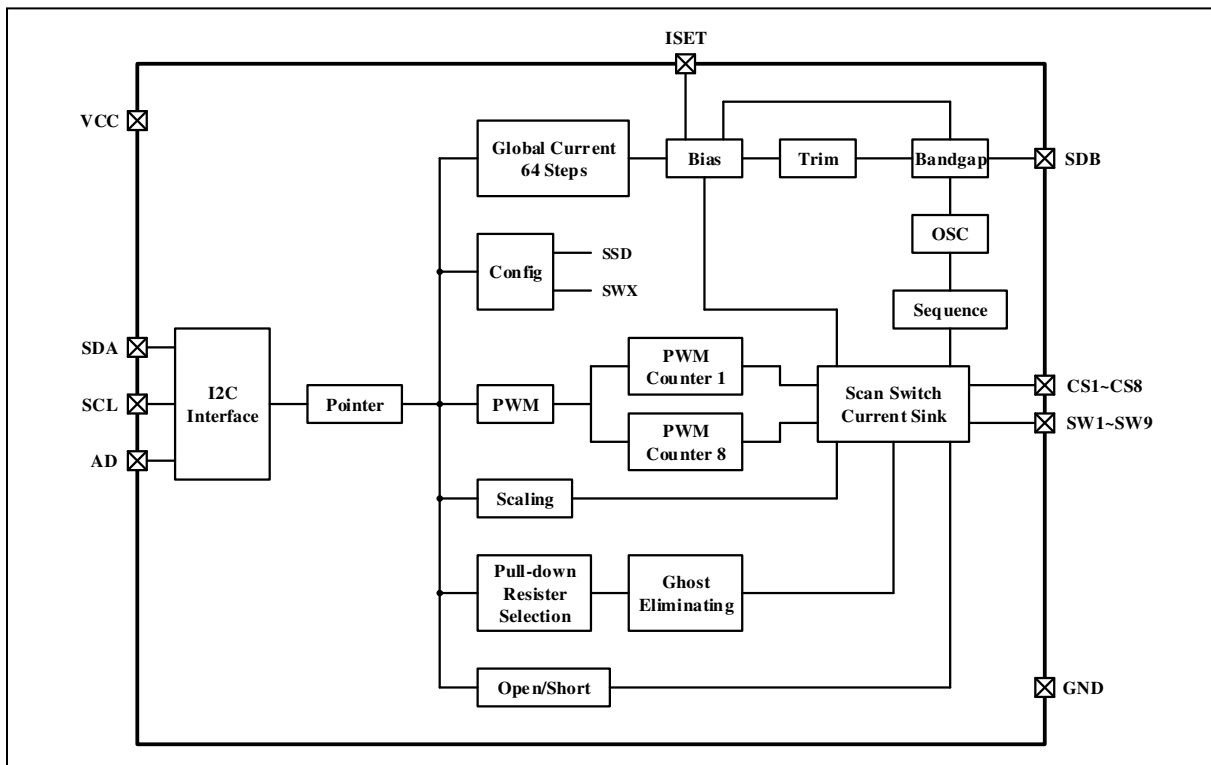 ISET
VCC
Global Current
64 Steps
Bias
Trim
Bandgap
SDB
OSC
Config
SSD
SWX
Sequence
SDA
SCL
AD
I2C
Interface
Pointer
PWM
PWM
Counter 1
PWM
Counter 8
Scan Switch
Current Sink
CS1~CS8
SW1~SW9
Scaling
Pull-down
Resister
Selection
Ghost
Eliminating
Open/Short
GND